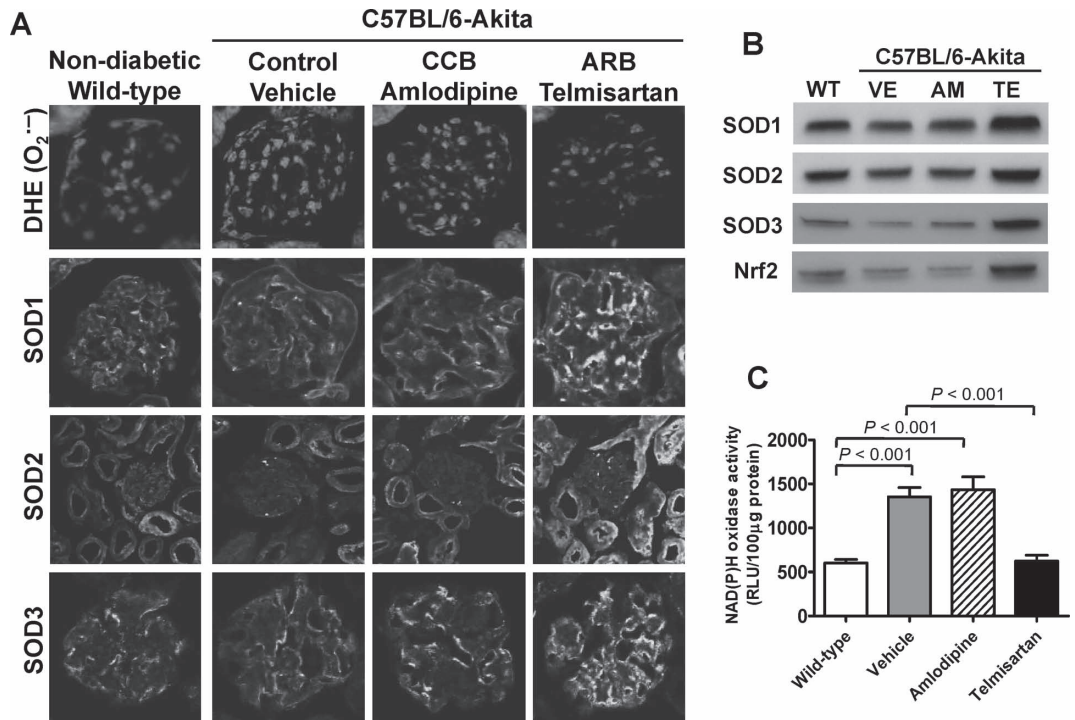 A
C57BL/6-Akita
Non-diabetic
Wild-type
Control
Vehicle
CCB
Amlodipine
ARB
Telmisartan
DHE (O₂•–)
SOD1
SOD2
SOD3
B
C57BL/6-Akita
WT VE AM TE
SOD1
SOD2
SOD3
Nrf2
C
P < 0.001
P < 0.001
P < 0.001
NAD(P)H oxidase activity
(RLU/100μg protein)
2000
1500
1000
500
0
Wild-type
Vehicle
Amlodipine
Telmisartan